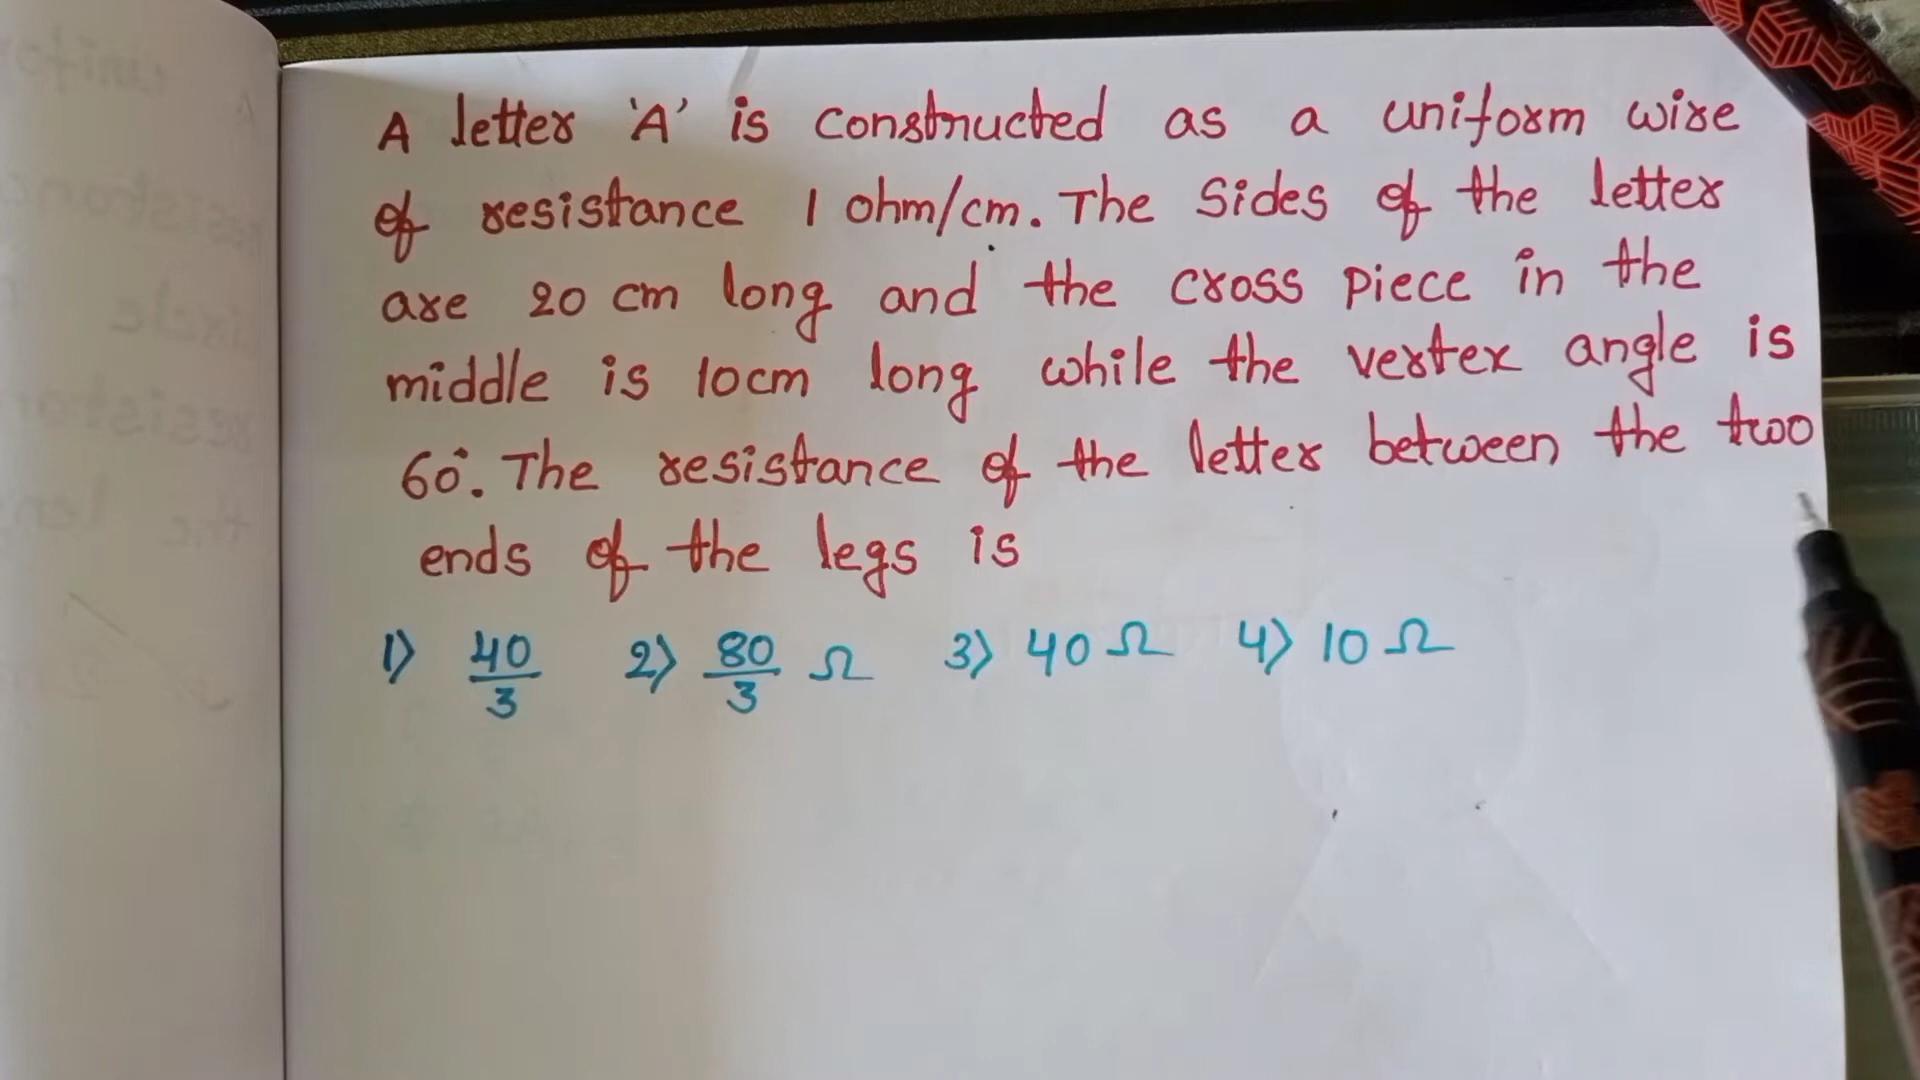 A letter 'A' is constructed as a uniform wire
of resistance 1 ohm/cm. The Sides of the letter
are 20 cm long and the cross piece in the
middle is 10cm long while the vertex angle is
60°. The resistance of the letter between the two
ends of the legs is
1) 40/3 2) 80/3 Ω 3) 40 Ω 4) 10 Ω